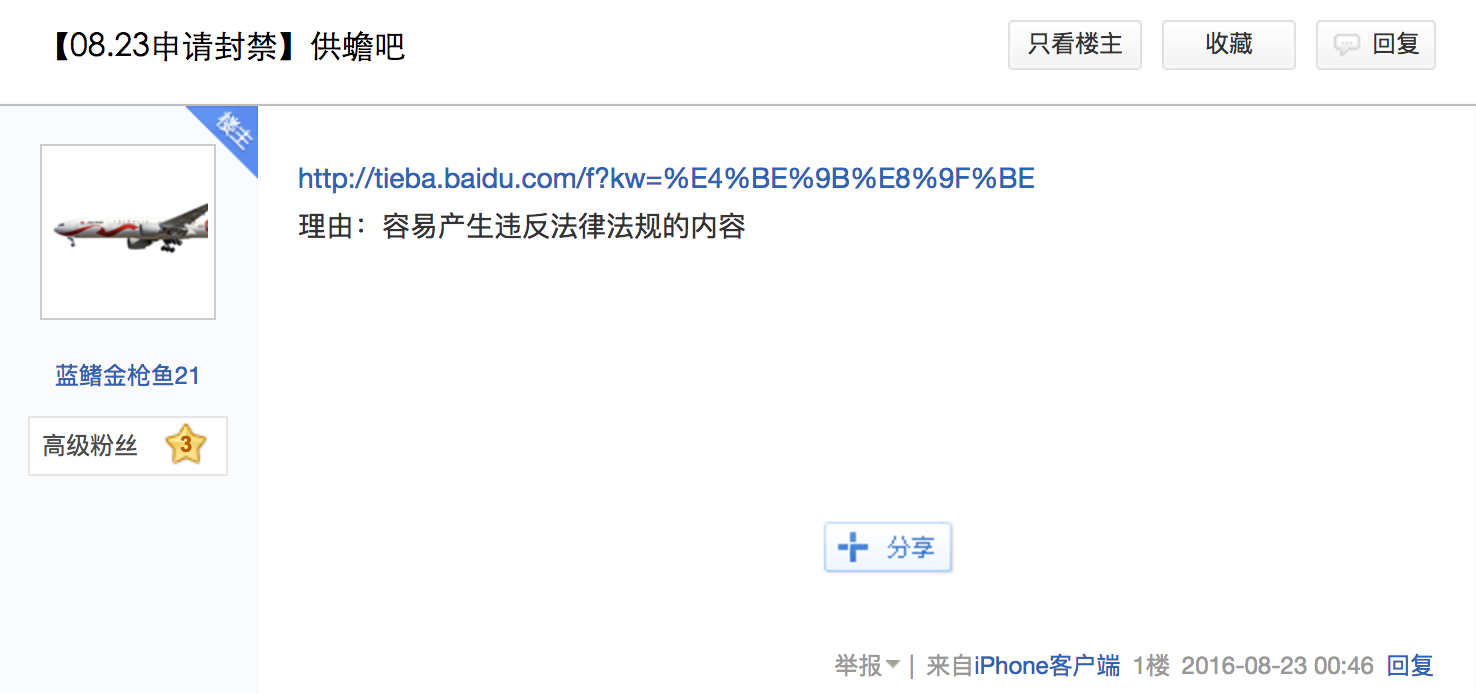 【08.23申请封禁】供蟾吧
只看楼主
收藏
回复
楼主
http://tieba.baidu.com/f?kw=%E4%BE%9B%E8%9F%BE
理由：容易产生违反法律法规的内容
蓝鳍金枪鱼21
高级粉丝 3
分享
举报 | 来自iPhone客户端 1楼 2016-08-23 00:46 回复